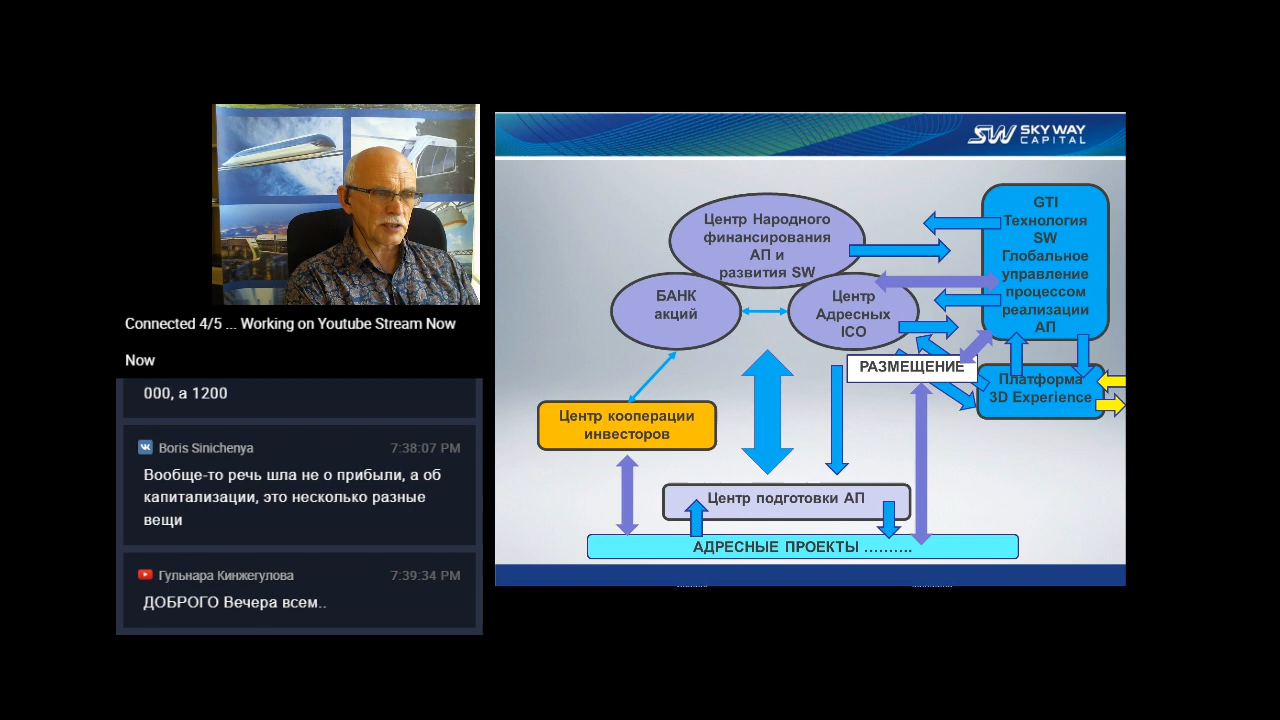 Connected 4/5 ... Working on Youtube Stream Now
Now
000, а 1200
Boris Sinichenya 7:38:07 PM
Вообще-то речь шла не о прибыли, а об
капитализации, это несколько разные
вещи
Гульнара Кинжегулова 7:39:34 PM
ДОБРОГО Вечера всем..
SW SKY WAY
CAPITAL
Центр Народного
финансирования
АП и
развития SW
БАНК
акций
Центр
Адресных
ICO
GTI
Технология
SW
Глобальное
управление
процессом
реализации
АП
РАЗМЕЩЕНИЕ
Платформа
3D Experience
Центр кооперации
инвесторов
Центр подготовки АП
АДРЕСНЫЕ ПРОЕКТЫ ……….